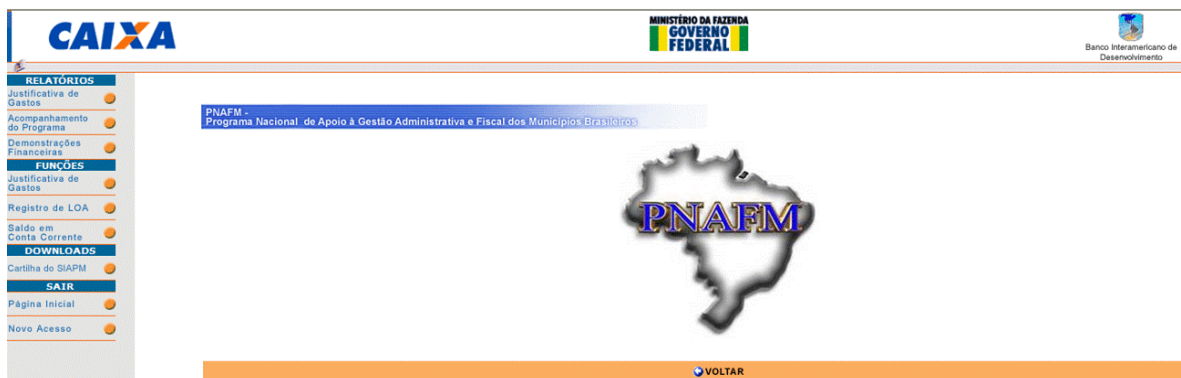 CAIXA
MINISTÉRIO DA FAZENDA
GOVERNO
FEDERAL
Banco Interamericano de
Desenvolvimento
RELATÓRIOS
Justificativa de
Gastos
Acompanhamento
do Programa
Demonstrações
Financeiras
FUNÇÕES
Justificativa de
Gastos
Registro de LOA
Saldo em
Conta Corrente
DOWNLOADS
Cartilha do SIAPM
SAIR
Página Inicial
Novo Acesso
PNAFM -
Programa Nacional de Apoio à Gestão Administrativa e Fiscal dos Municípios Brasileiros
PNAFM
VOLTAR